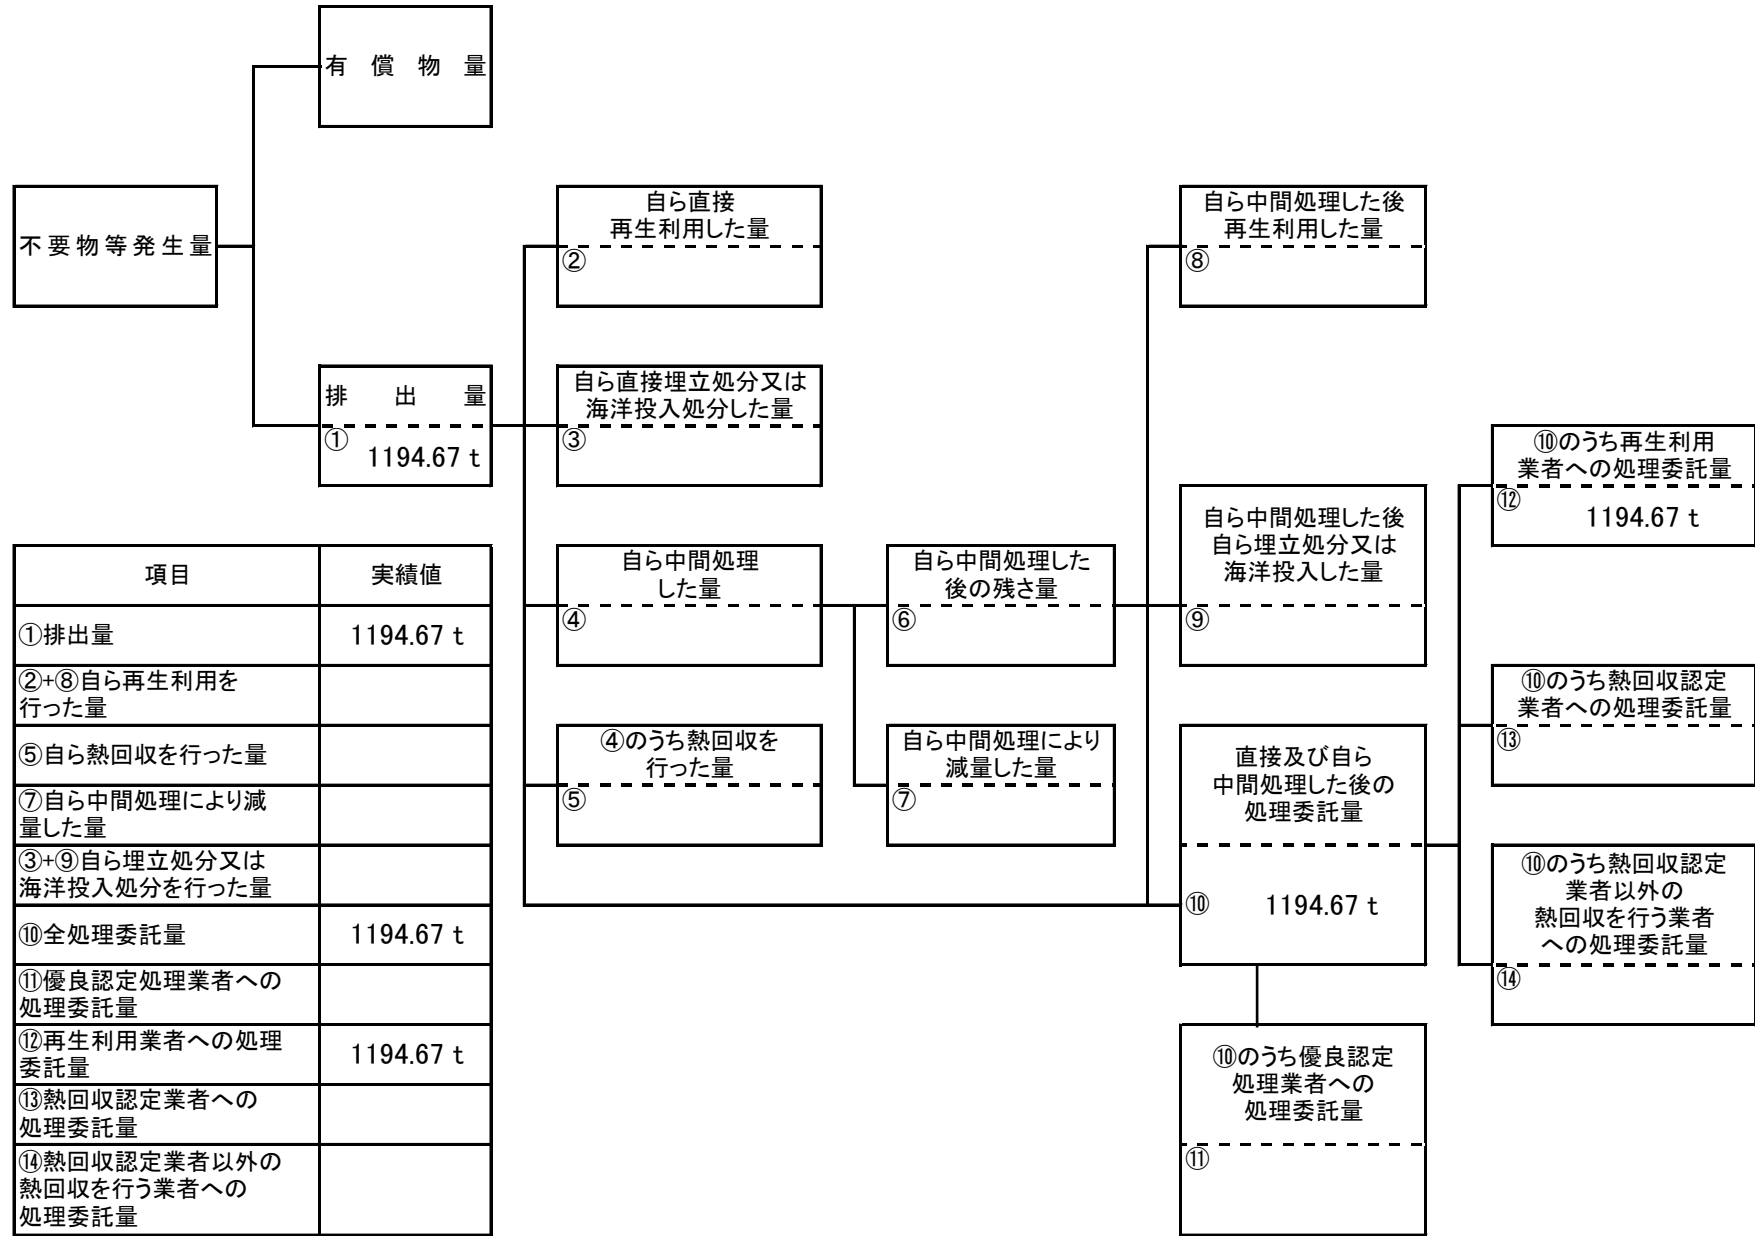 有償物量
不要物等発生量
排出量
①
1194.67 t
自ら直接
再生利用した量
②
自ら直接埋立処分又は
海洋投入処分した量
③
自ら中間処理
した量
④
④のうち熱回収を
行った量
⑤
自ら中間処理した
後の残さ量
⑥
自ら中間処理により
減量した量
⑦
自ら中間処理した後
再生利用した量
⑧
自ら中間処理した後
自ら埋立処分又は
海洋投入した量
⑨
直接及び自ら
中間処理した後の
処理委託量
⑩ 1194.67 t
⑩のうち優良認定
処理業者への
処理委託量
⑪
⑩のうち再生利用
業者への処理委託量
⑫
1194.67 t
⑩のうち熱回収認定
業者への処理委託量
⑬
⑩のうち熱回収認定
業者以外の
熱回収を行う業者
への処理委託量
⑭
項目 実績値
①排出量 1194.67 t
②+⑧自ら再生利用を
行った量
⑤自ら熱回収を行った量
⑦自ら中間処理により減
量した量
③+⑨自ら埋立処分又は
海洋投入処分を行った量
⑩全処理委託量 1194.67 t
⑪優良認定処理業者への
処理委託量
⑫再生利用業者への処理
委託量 1194.67 t
⑬熱回収認定業者への
処理委託量
⑭熱回収認定業者以外の
熱回収を行う業者への
処理委託量